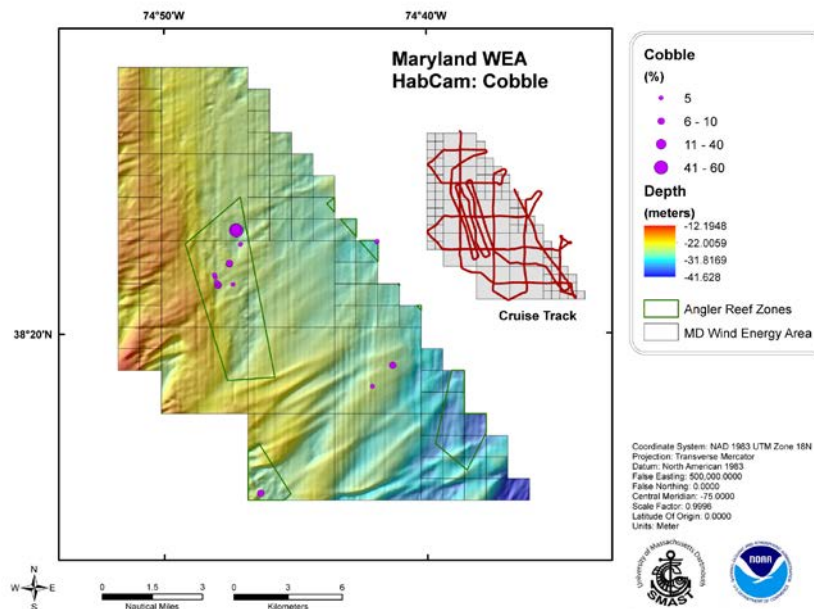 74°50'W
74°40'W
Maryland WEA
HabCam: Cobble
38°20'N
Cruise Track
Cobble
(%)
5
6 - 10
11 - 40
41 - 60
Depth
(meters)
-12.1948
-22.0059
-31.8169
-41.628
Angler Reef Zones
MD Wind Energy Area
Coordinate System: NAD 1983 UTM Zone 18N
Projection: Transverse Mercator
Datum: North American 1983
False Easting: 500,000.0000
False Northing: 0.0000
Central Meridian: -75.0000
Scale Factor: 0.9996
Latitude Of Origin: 0.0000
Units: Meter
N
W E
S
0 1.5 3
Nautical Miles
0 3 6
Kilometers
University of Massachusetts Dartmouth
SMAST
NOAA